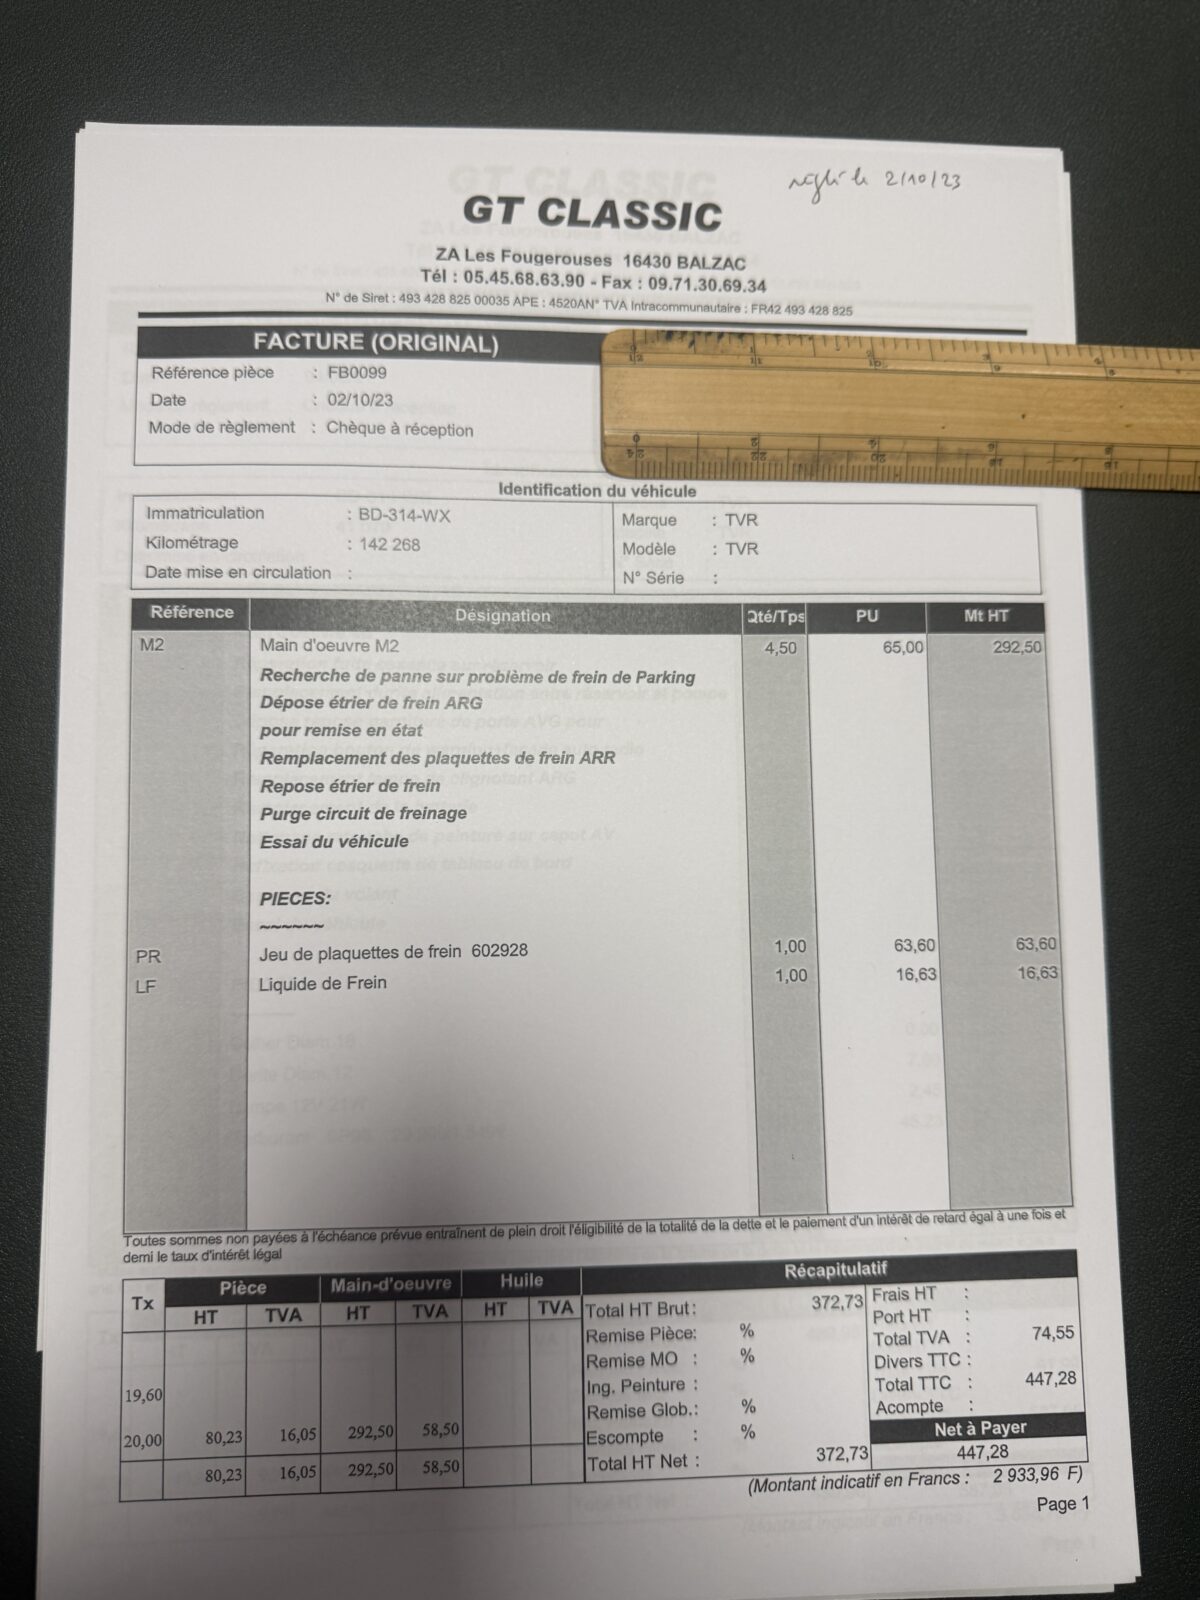 réglé le 2/10/23
GT CLASSIC
ZA Les Fougerouses 16430 BALZAC
Tél : 05.45.68.63.90 - Fax : 09.71.30.69.34
N° de Siret : 493 428 825 00035 APE : 4520AN° TVA Intracommunautaire : FR42 493 428 825
FACTURE (ORIGINAL)
Référence pièce : FB0099
Date : 02/10/23
Mode de règlement : Chèque à réception
Identification du véhicule
Immatriculation : BD-314-WX
Kilométrage : 142 268
Date mise en circulation :
Marque : TVR
Modèle : TVR
N° Série :
Référence Désignation Qté/Tps PU Mt HT
M2 Main d'oeuvre M2 4,50 65,00 292,50
Recherche de panne sur problème de frein de Parking
Dépose étrier de frein ARG
pour remise en état
Remplacement des plaquettes de frein ARR
Repose étrier de frein
Purge circuit de freinage
Essai du véhicule
PIECES:
~~~~~~
PR Jeu de plaquettes de frein 602928 1,00 63,60 63,60
LF Liquide de Frein 1,00 16,63 16,63
Toutes sommes non payées à l'échéance prévue entraînent de plein droit l'éligibilité de la totalité de la dette et le paiement d'un intérêt de retard égal à une fois et
demi le taux d'intérêt légal
Tx Pièce Main-d'oeuvre Huile
HT TVA HT TVA HT TVA
19,60
20,00 80,23 16,05 292,50 58,50
80,23 16,05 292,50 58,50
Récapitulatif
Total HT Brut : 372,73
Remise Pièce: %
Remise MO : %
Ing. Peinture :
Remise Glob.: %
Escompte : %
Total HT Net : 372,73
Frais HT :
Port HT :
Total TVA : 74,55
Divers TTC :
Total TTC : 447,28
Acompte :
Net à Payer
447,28
(Montant indicatif en Francs : 2 933,96 F)
Page 1